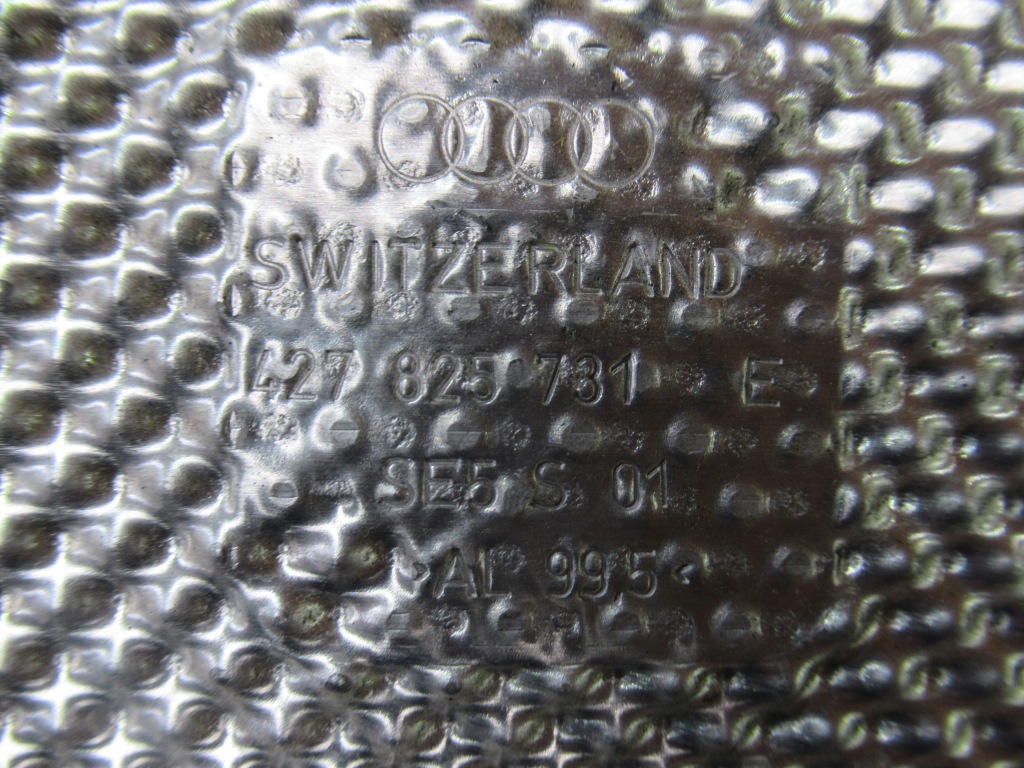 SWITZERLAND
427 825 731 E
SE5 S 01
>AL 99,5<